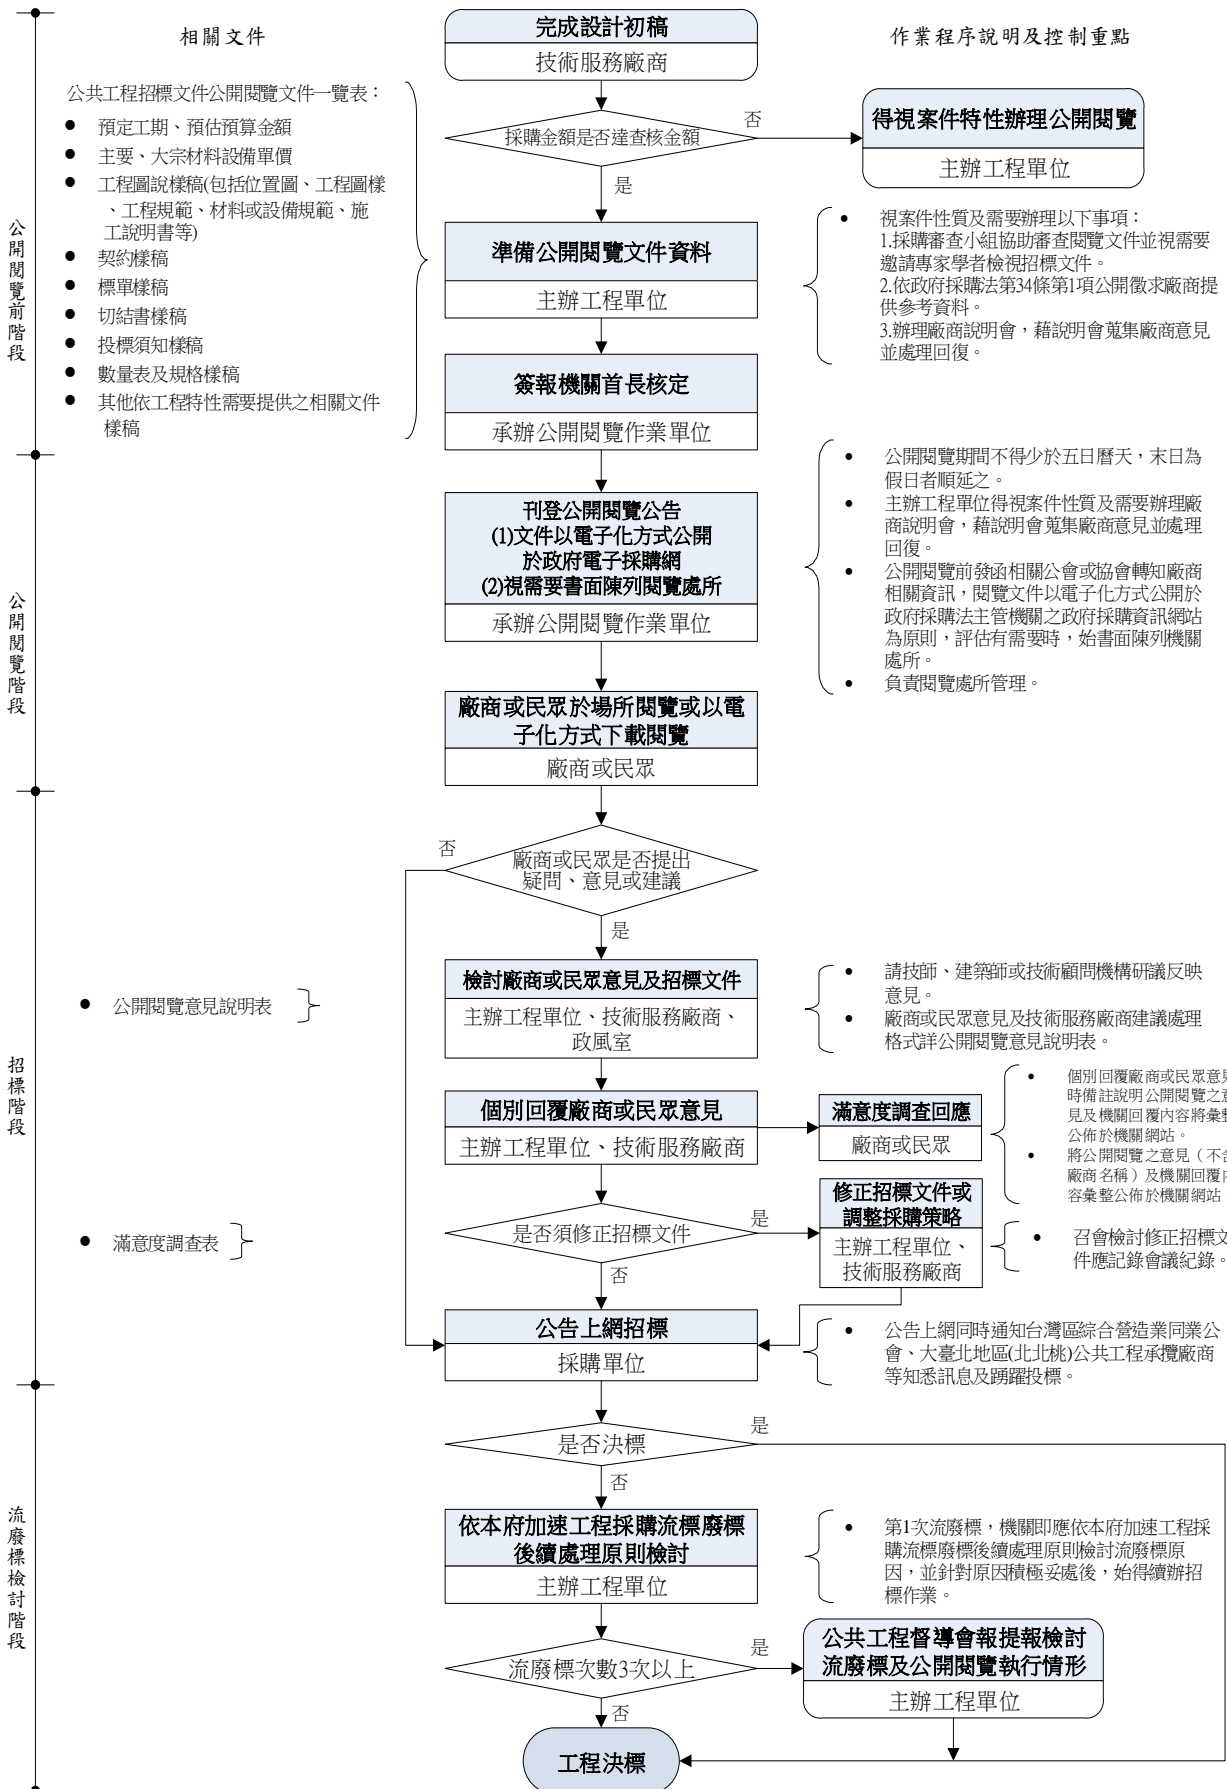 相關文件
完成設計初稿
技術服務廠商
作業程序說明及控制重點
公開閱覽前階段
公共工程招標文件公開閱覽文件一覽表：
● 預定工期、預估預算金額
● 主要、大宗材料設備單價
● 工程圖說樣稿(包括位置圖、工程圖樣
、工程規範、材料或設備規範、施
工說明書等)
● 契約樣稿
● 標單樣稿
● 切結書樣稿
● 投標須知樣稿
● 數量表及規格樣稿
● 其他依工程特性需要提供之相關文件
樣稿
採購金額是否達查核金額
否
是
得視案件特性辦理公開閱覽
主辦工程單位
準備公開閱覽文件資料
主辦工程單位
● 視案件性質及需要辦理以下事項：
1.採購審查小組協助審查閱覽文件並視需要
邀請專家學者檢視招標文件。
2.依政府採購法第34條第1項公開徵求廠商提
供參考資料。
3.辦理廠商說明會，藉說明會蒐集廠商意見
並處理回復。
簽報機關首長核定
承辦公開閱覽作業單位
公開閱覽階段
刊登公開閱覽公告
(1)文件以電子化方式公開
於政府電子採購網
(2)視需要書面陳列閱覽處所
承辦公開閱覽作業單位
● 公開閱覽期間不得少於五日曆天，末日為
假日者順延之。
● 主辦工程單位得視案件性質及需要辦理廠
商說明會，藉說明會蒐集廠商意見並處理
回復。
● 公開閱覽前發函相關公會或協會轉知廠商
相關資訊，閱覽文件以電子化方式公開於
政府採購法主管機關之政府採購資訊網站
為原則，評估有需要時，始書面陳列機關
處所。
● 負責閱覽處所管理。
廠商或民眾於場所閱覽或以電
子化方式下載閱覽
廠商或民眾
招標階段
否
廠商或民眾是否提出
疑問、意見或建議
是
● 公開閱覽意見說明表
檢討廠商或民眾意見及招標文件
主辦工程單位、技術服務廠商、
政風室
● 請技師、建築師或技術顧問機構研議反映
意見。
● 廠商或民眾意見及技術服務廠商建議處理
格式詳公開閱覽意見說明表。
個別回覆廠商或民眾意見
主辦工程單位、技術服務廠商
滿意度調查回應
廠商或民眾
● 個別回覆廠商或民眾意見
時備註說明公開閱覽之意
見及機關回覆內容將彙整
公佈於機關網站。
● 將公開閱覽之意見（不含
廠商名稱）及機關回覆內
容彙整公佈於機關網站
● 滿意度調查表
是否須修正招標文件
是
否
修正招標文件或
調整採購策略
主辦工程單位、
技術服務廠商
● 召會檢討修正招標文
件應記錄會議紀錄。
公告上網招標
採購單位
● 公告上網同時通知台灣區綜合營造業同業公
會、大臺北地區(北北桃)公共工程承攬廠商
等知悉訊息及踴躍投標。
流廢標檢討階段
是否決標
是
否
依本府加速工程採購流標廢標
後續處理原則檢討
主辦工程單位
● 第1次流廢標，機關即應依本府加速工程採
購流標廢標後續處理原則檢討流廢標原
因，並針對原因積極妥處後，始得續辦招
標作業。
流廢標次數3次以上
是
否
公共工程督導會報提報檢討
流廢標及公開閱覽執行情形
主辦工程單位
工程決標